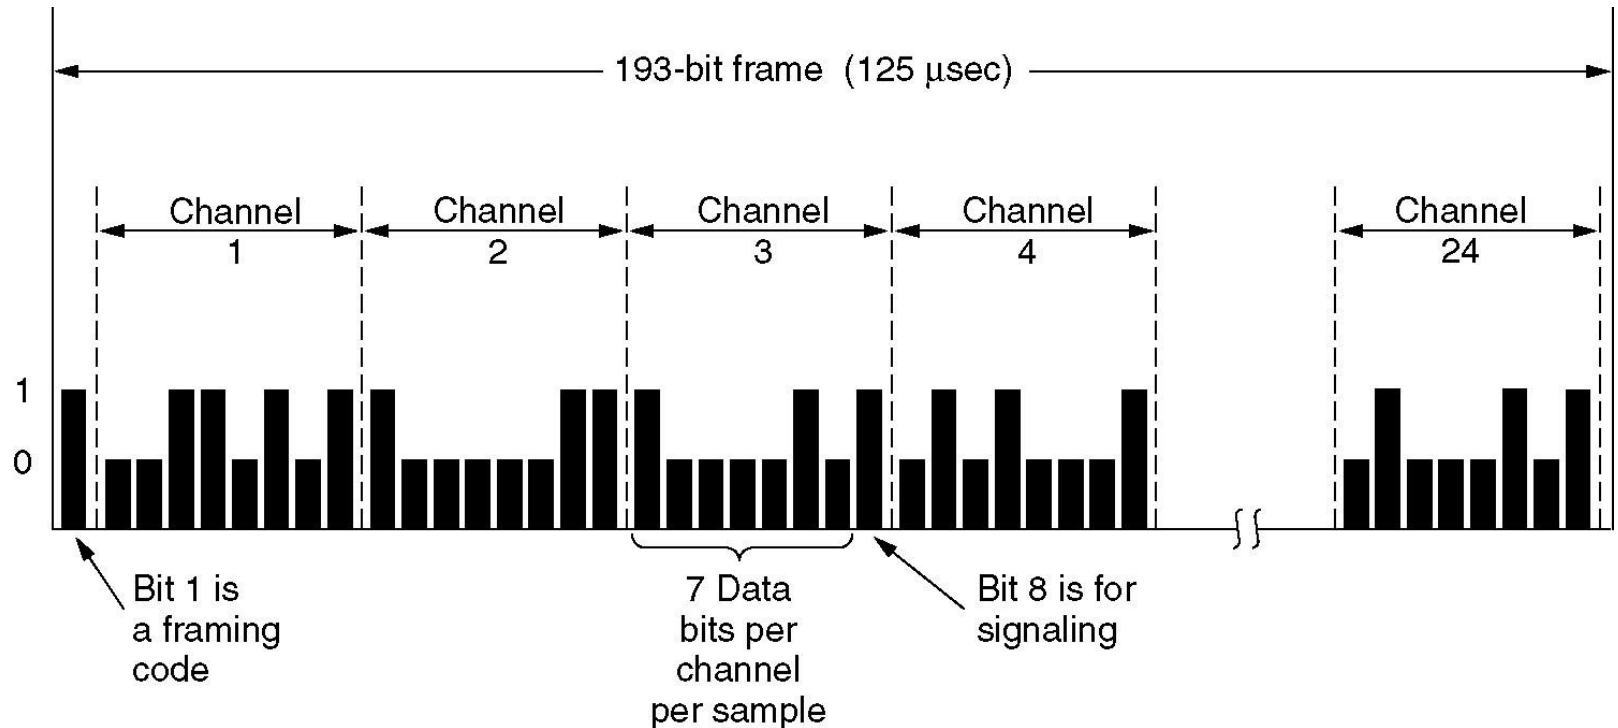 193-bit frame (125 μsec)
Channel
1
Channel
2
Channel
3
Channel
4
Channel
24
1
0
Bit 1 is
a framing
code
7 Data
bits per
channel
per sample
Bit 8 is for
signaling